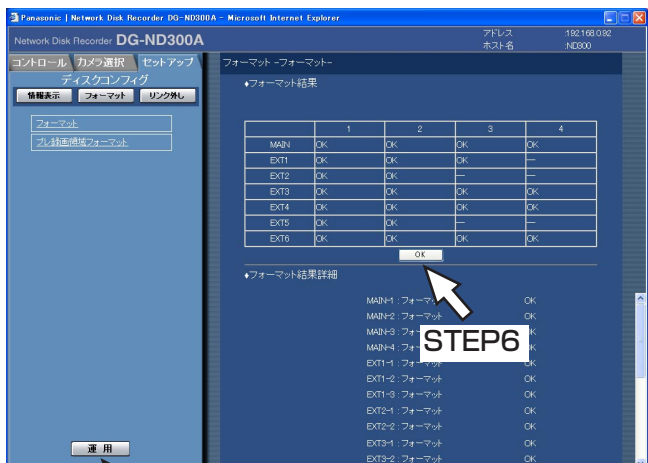 Panasonic | Network Disk Recorder DG-ND300A - Microsoft Internet Explorer
Network Disk Recorder DG-ND300A
アドレス :192.168.0.92
ホスト名 :ND300
コントロール カメラ選択 セットアップ
ディスクコンフィグ
情報表示 フォーマット リンク外し
フォーマット
プレ録画領域フォーマット
運用
フォーマット -フォーマット-
♦フォーマット結果
1 2 3 4
MAIN OK OK OK OK
EXT1 OK OK OK —
EXT2 OK OK — —
EXT3 OK OK OK OK
EXT4 OK OK OK OK
EXT5 OK OK — —
EXT6 OK OK OK OK
OK
♦フォーマット結果詳細
MAIN-1 : フォーマット OK
MAIN-2 : フォーマット OK
MAIN-3 : フォーマット OK
MAIN-4 : フォ OK
STEP6
EXT1-1 : フォーマット OK
EXT1-2 : フォーマット OK
EXT1-3 : フォーマット OK
EXT2-1 : フォーマット OK
EXT2-2 : フォーマット OK
EXT3-1 : フォーマット OK
EXT3-2 : フォーマット OK